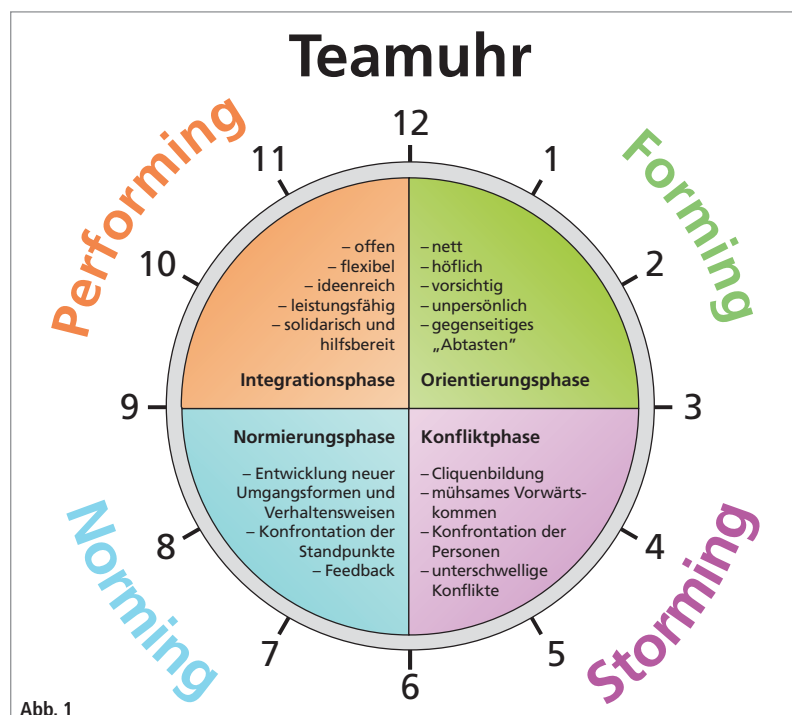 Teamuhr
Performing
Forming
Storming
Norming
12
1
2
3
4
5
6
7
8
9
10
11
– offen
– flexibel
– ideenreich
– leistungsfähig
– solidarisch und
hilfsbereit
Integrationsphase
– nett
– höflich
– vorsichtig
– unpersönlich
– gegenseitiges
„Abtasten“
Orientierungsphase
Normierungsphase
– Entwicklung neuer
Umgangsformen und
Verhaltensweisen
– Konfrontation der
Standpunkte
– Feedback
Konfliktphase
– Cliquenbildung
– mühsames Vorwärts-
kommen
– Konfrontation der
Personen
– unterschwellige
Konflikte
Abb. 1